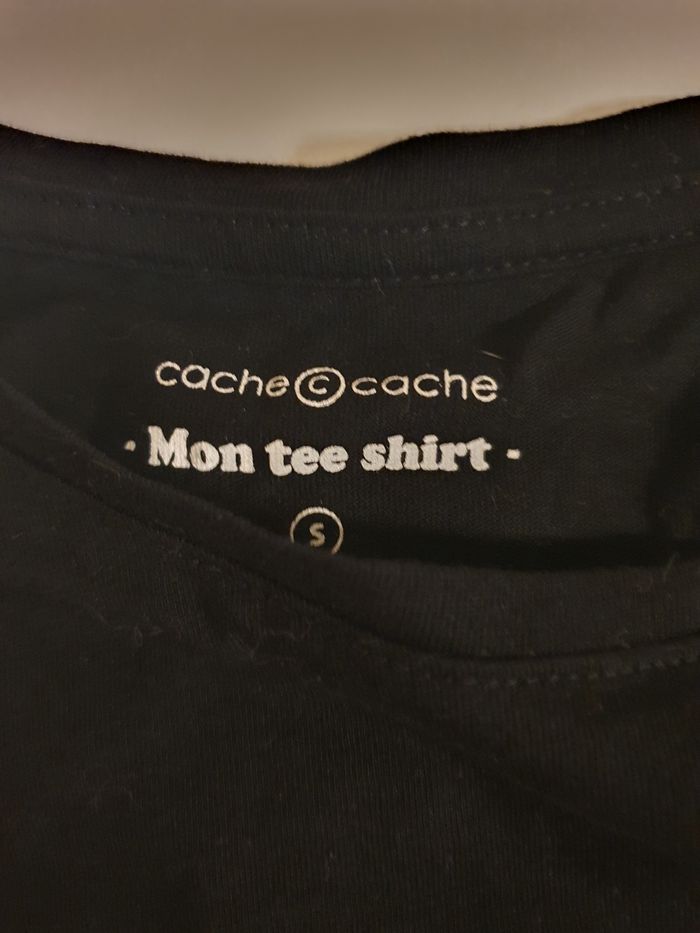 cache©cache
· Mon tee shirt ·
S